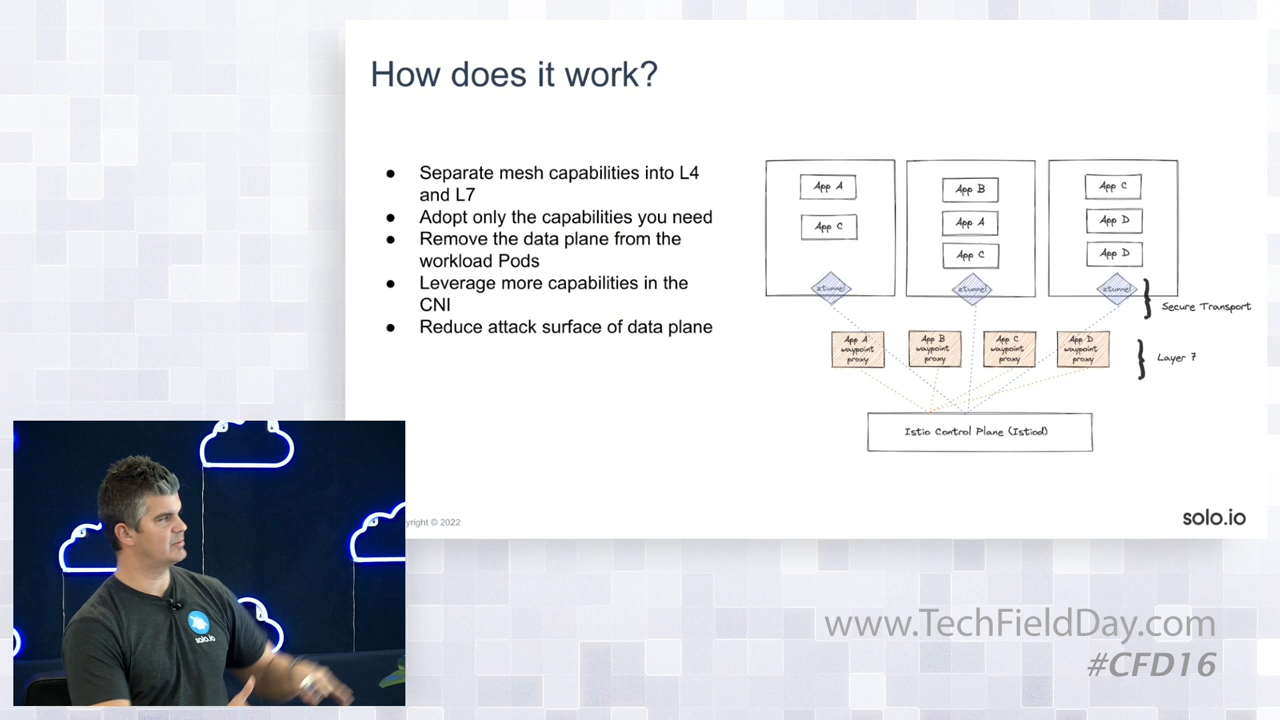 How does it work?
● Separate mesh capabilities into L4
and L7
● Adopt only the capabilities you need
● Remove the data plane from the
workload Pods
● Leverage more capabilities in the
CNI
● Reduce attack surface of data plane
App A
App C
ztunnel
App B
App A
App C
ztunnel
App C
App D
App D
ztunnel
Secure Transport
App A
waypoint
proxy
App B
waypoint
proxy
App C
waypoint
proxy
App D
waypoint
proxy
Layer 7
Istio Control Plane (Istiod)
yright © 2022
solo.io
solo.io
www.TechFieldDay.com
#CFD16